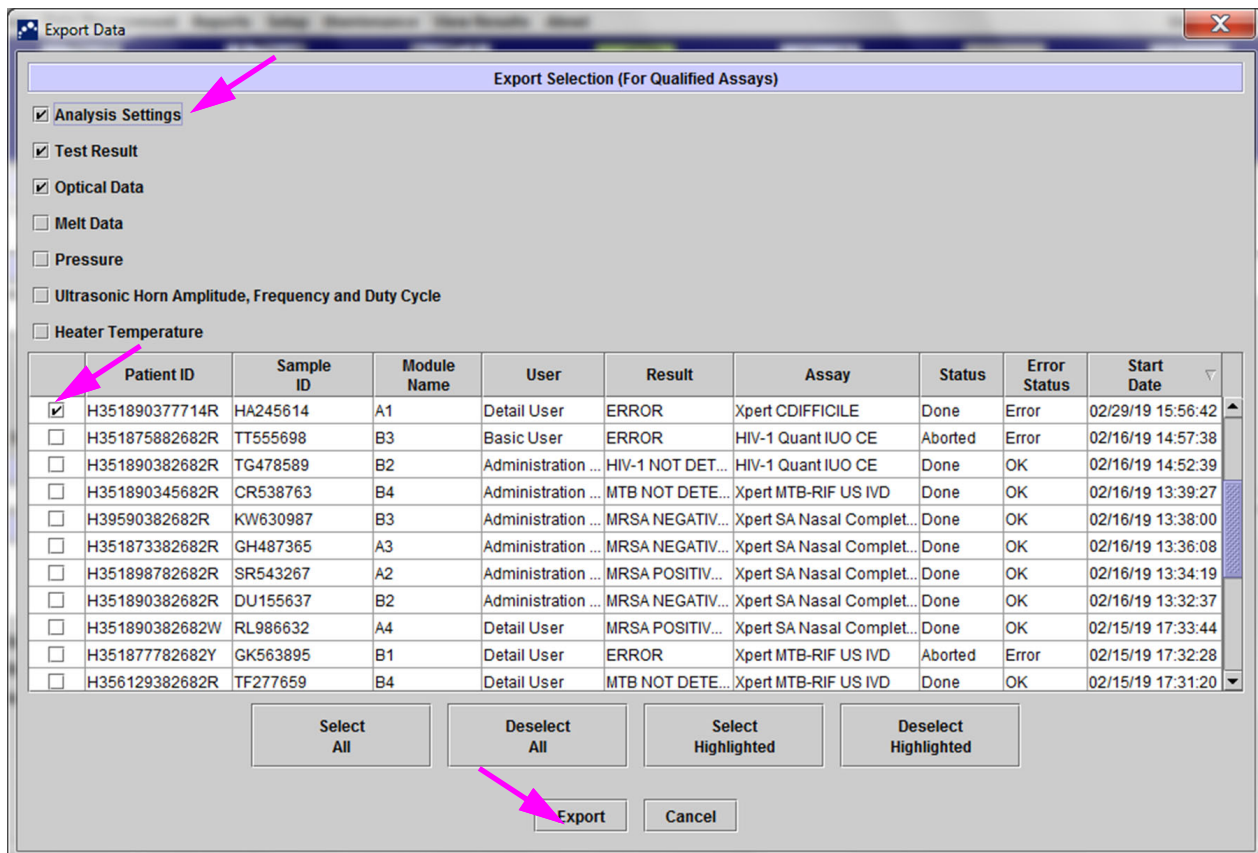 Export Data
Export Selection (For Qualified Assays)
Analysis Settings
Test Result
Optical Data
Melt Data
Pressure
Ultrasonic Horn Amplitude, Frequency and Duty Cycle
Heater Temperature
Patient ID Sample ID Module Name User Result Assay Status Error Status Start Date
H351890377714R HA245614 A1 Detail User ERROR Xpert CDIFFICILE Done Error 02/29/19 15:56:42
H351875882682R TT555698 B3 Basic User ERROR HIV-1 Quant IUO CE Aborted Error 02/16/19 14:57:38
H351890382682R TG478589 B2 Administration ... HIV-1 NOT DET... HIV-1 Quant IUO CE Done OK 02/16/19 14:52:39
H351890345682R CR538763 B4 Administration ... MTB NOT DETE... Xpert MTB-RIF US IVD Done OK 02/16/19 13:39:27
H39590382682R KW630987 B3 Administration ... MRSA NEGATIV... Xpert SA Nasal Complet... Done OK 02/16/19 13:38:00
H351873382682R GH487365 A3 Administration ... MRSA NEGATIV... Xpert SA Nasal Complet... Done OK 02/16/19 13:36:08
H351898782682R SR543267 A2 Administration ... MRSA POSITIV... Xpert SA Nasal Complet... Done OK 02/16/19 13:34:19
H351890382682R DU155637 B2 Administration ... MRSA NEGATIV... Xpert SA Nasal Complet... Done OK 02/16/19 13:32:37
H351890382682W RL986632 A4 Detail User MRSA POSITIV... Xpert SA Nasal Complet... Done OK 02/15/19 17:33:44
H351877782682Y GK563895 B1 Detail User ERROR Xpert MTB-RIF US IVD Aborted Error 02/15/19 17:32:28
H356129382682R TF277659 B4 Detail User MTB NOT DETE... Xpert MTB-RIF US IVD Done OK 02/15/19 17:31:20
Select All Deselect All Select Highlighted Deselect Highlighted
Export Cancel